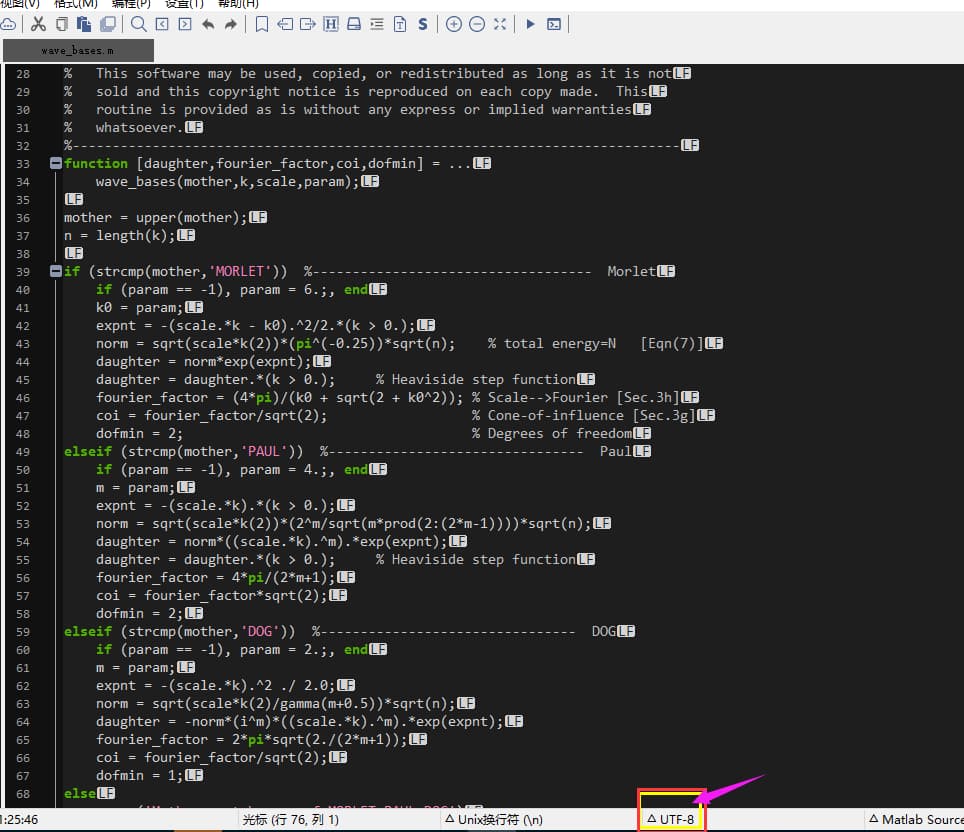 视图(V) 格式(M) 编程(P) 设置(T) 帮助(H)
wave_bases.m
28 %   This software may be used, copied, or redistributed as long as it is notLF
29 %   sold and this copyright notice is reproduced on each copy made.  ThisLF
30 %   routine is provided as is without any express or implied warrantiesLF
31 %   whatsoever.LF
32 %----------------------------------------------------------------------------LF
33 function [daughter,fourier_factor,coi,dofmin] = ...LF
34     wave_bases(mother,k,scale,param);LF
35 LF
36 mother = upper(mother);LF
37 n = length(k);LF
38 LF
39 if (strcmp(mother,'MORLET'))  %-----------------------------------  MorletLF
40     if (param == -1), param = 6.;, endLF
41     k0 = param;LF
42     expnt = -(scale.*k - k0).^2/2.*(k > 0.);LF
43     norm = sqrt(scale*k(2))*(pi^(-0.25))*sqrt(n);    % total energy=N   [Eqn(7)]LF
44     daughter = norm*exp(expnt);LF
45     daughter = daughter.*(k > 0.);     % Heaviside step functionLF
46     fourier_factor = (4*pi)/(k0 + sqrt(2 + k0^2)); % Scale-->Fourier [Sec.3h]LF
47     coi = fourier_factor/sqrt(2);                  % Cone-of-influence [Sec.3g]LF
48     dofmin = 2;                                    % Degrees of freedomLF
49 elseif (strcmp(mother,'PAUL'))  %--------------------------------  PaulLF
50     if (param == -1), param = 4.;, endLF
51     m = param;LF
52     expnt = -(scale.*k).*(k > 0.);LF
53     norm = sqrt(scale*k(2))*(2^m/sqrt(m*prod(2:(2*m-1))))*sqrt(n);LF
54     daughter = norm*((scale.*k).^m).*exp(expnt);LF
55     daughter = daughter.*(k > 0.);     % Heaviside step functionLF
56     fourier_factor = 4*pi/(2*m+1);LF
57     coi = fourier_factor*sqrt(2);LF
58     dofmin = 2;LF
59 elseif (strcmp(mother,'DOG'))  %--------------------------------  DOGLF
60     if (param == -1), param = 2.;, endLF
61     m = param;LF
62     expnt = -(scale.*k).^2 ./ 2.0;LF
63     norm = sqrt(scale*k(2)/gamma(m+0.5))*sqrt(n);LF
64     daughter = -norm*(i^m)*((scale.*k).^m).*exp(expnt);LF
65     fourier_factor = 2*pi*sqrt(2./(2*m+1));LF
66     coi = fourier_factor/sqrt(2);LF
67     dofmin = 1;LF
68 elseLF
1:25:46 光标 (行 76, 列 1) △ Unix换行符 (\n) △ UTF-8 △ Matlab Source